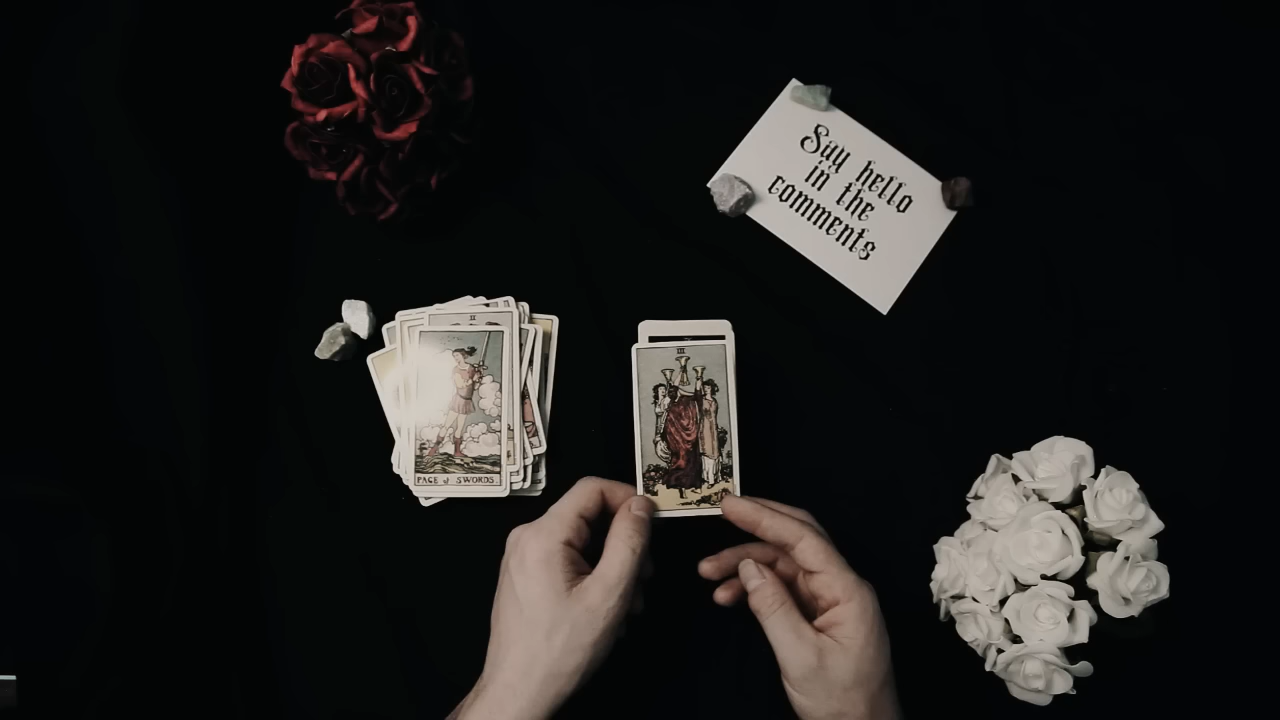 Say hello
in the
comments
II
III
PAGE of SWORDS.